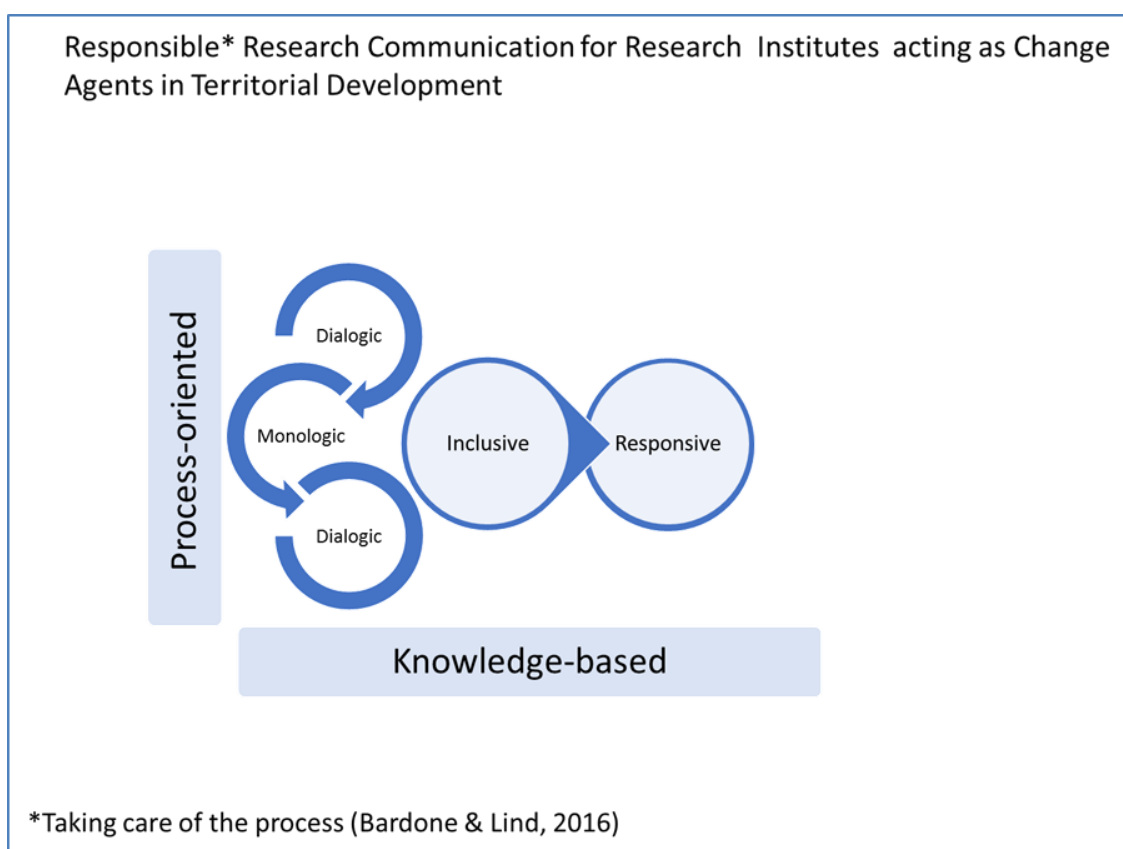 Responsible* Research Communication for Research Institutes acting as Change
Agents in Territorial Development
Process-oriented
Dialogic
Monologic
Dialogic
Inclusive
Responsive
Knowledge-based
*Taking care of the process (Bardone & Lind, 2016)